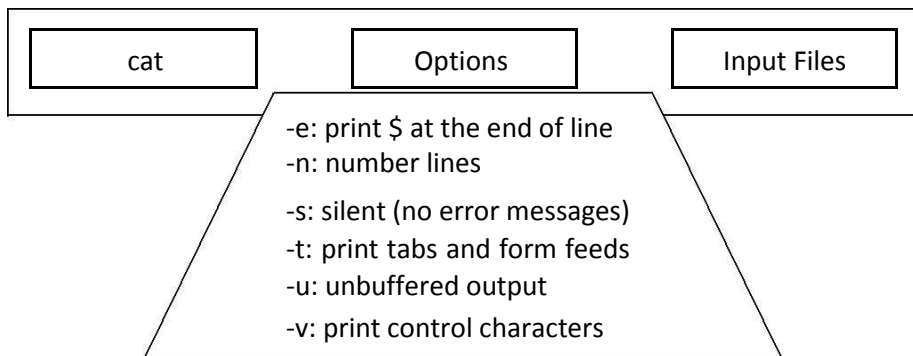 cat
Options
Input Files
-e: print $ at the end of line
-n: number lines
-s: silent (no error messages)
-t: print tabs and form feeds
-u: unbuffered output
-v: print control characters